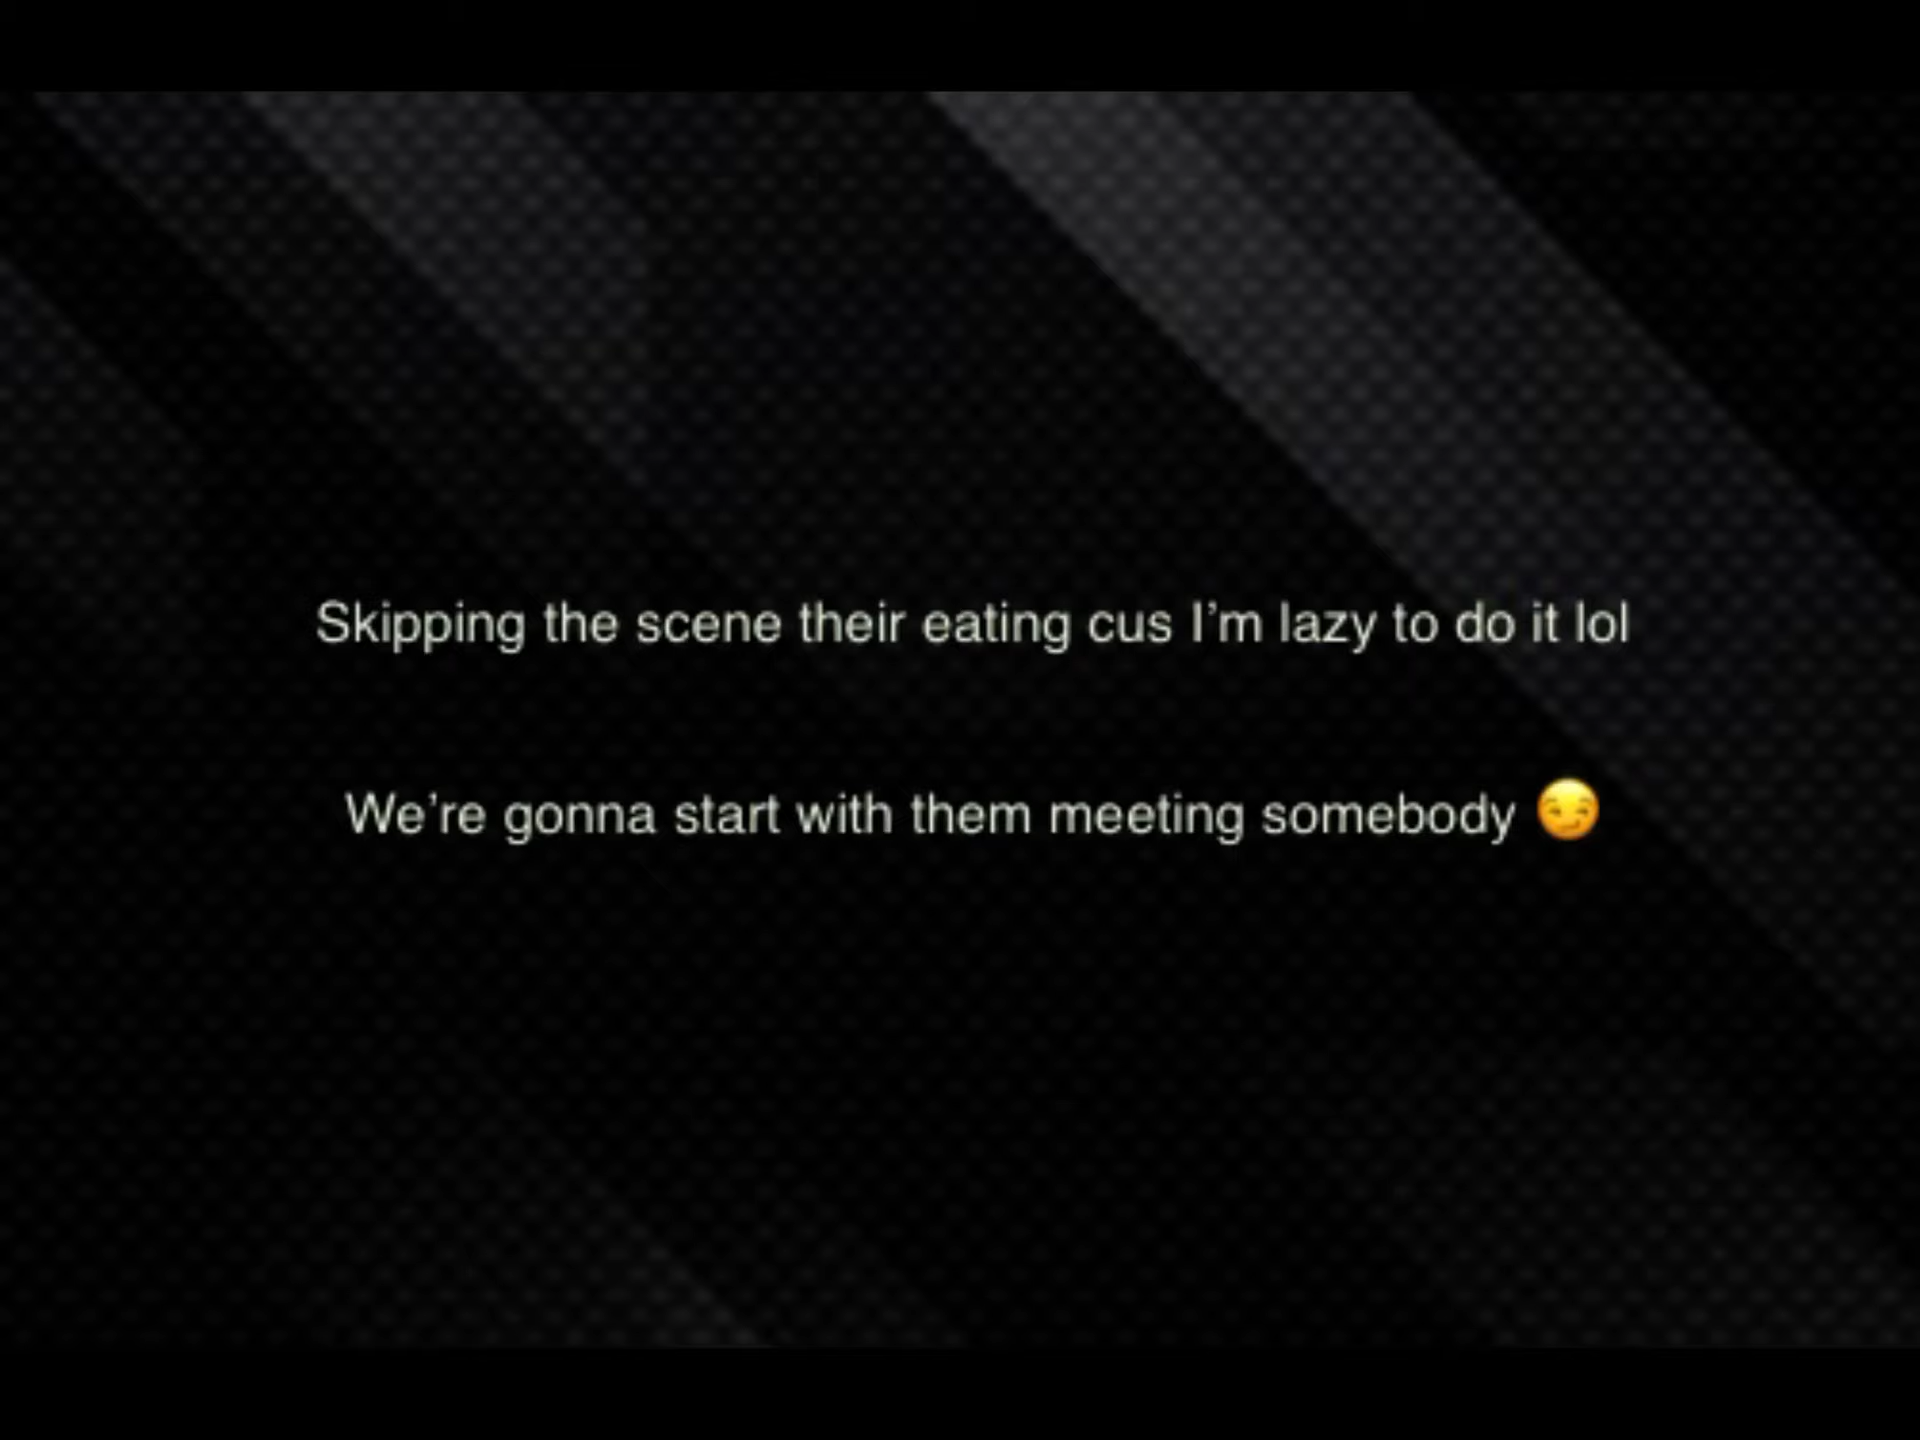 Skipping the scene their eating cus I’m lazy to do it lol
We’re gonna start with them meeting somebody 😏